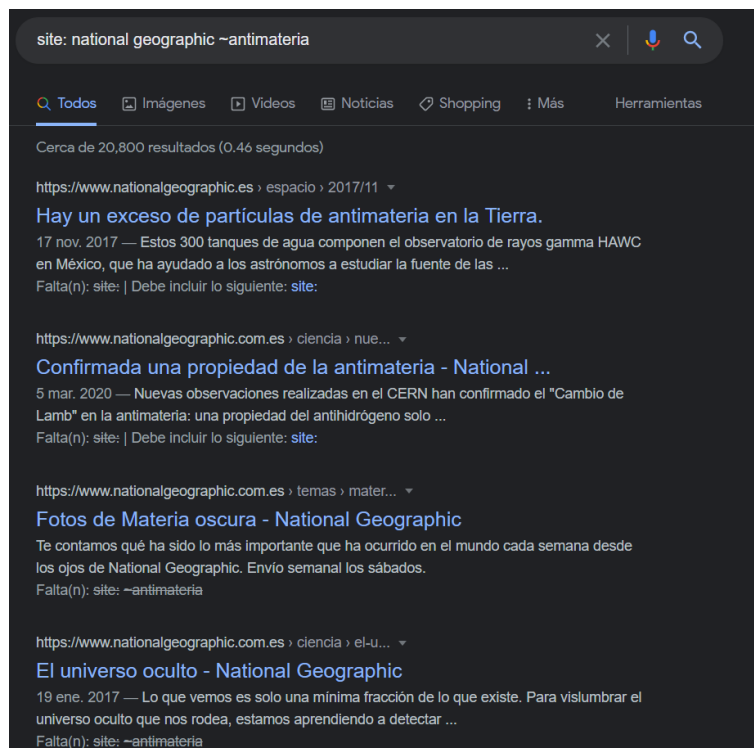 site: national geographic ~antimateria
Todos Imágenes Videos Noticias Shopping Más Herramientas
Cerca de 20,800 resultados (0.46 segundos)
https://www.nationalgeographic.es › espacio › 2017/11
Hay un exceso de partículas de antimateria en la Tierra.
17 nov. 2017 — Estos 300 tanques de agua componen el observatorio de rayos gamma HAWC
en México, que ha ayudado a los astrónomos a estudiar la fuente de las ...
Falta(n): site: | Debe incluir lo siguiente: site:
https://www.nationalgeographic.com.es › ciencia › nue...
Confirmada una propiedad de la antimateria - National ...
5 mar. 2020 — Nuevas observaciones realizadas en el CERN han confirmado el "Cambio de
Lamb" en la antimateria: una propiedad del antihidrógeno solo ...
Falta(n): site: | Debe incluir lo siguiente: site:
https://www.nationalgeographic.com.es › temas › mater...
Fotos de Materia oscura - National Geographic
Te contamos qué ha sido lo más importante que ha ocurrido en el mundo cada semana desde
los ojos de National Geographic. Envío semanal los sábados.
Falta(n): site: ~antimateria
https://www.nationalgeographic.com.es › ciencia › el-u...
El universo oculto - National Geographic
19 ene. 2017 — Lo que vemos es solo una mínima fracción de lo que existe. Para vislumbrar el
universo oculto que nos rodea, estamos aprendiendo a detectar ...
Falta(n): site: ~antimateria